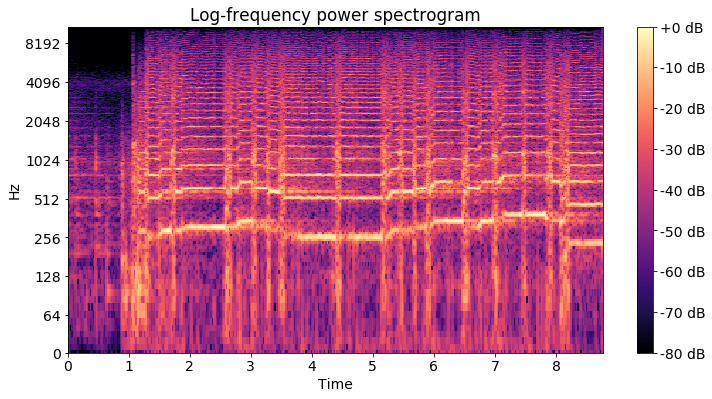 Log-frequency power spectrogram
8192
4096
2048
1024
512
256
128
64
0
Hz
0 1 2 3 4 5 6 7 8
Time
+0 dB
-10 dB
-20 dB
-30 dB
-40 dB
-50 dB
-60 dB
-70 dB
-80 dB